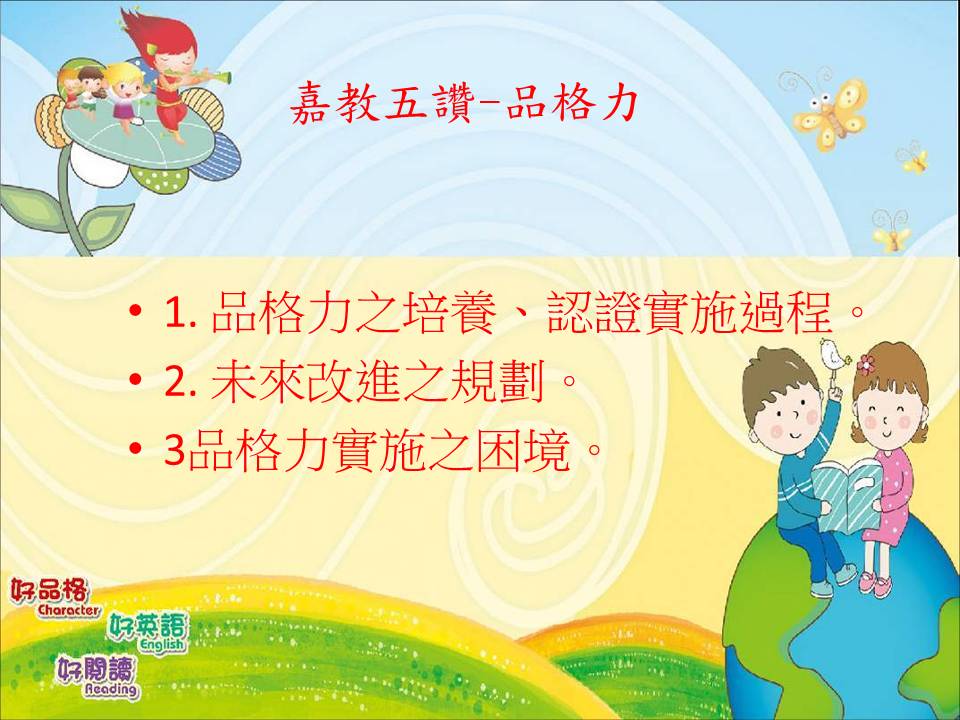 嘉教五讚-品格力
• 1. 品格力之培養、認證實施過程。
• 2. 未來改進之規劃。
• 3品格力實施之困境。
好品格
Character
好英語
English
好閱讀
Reading